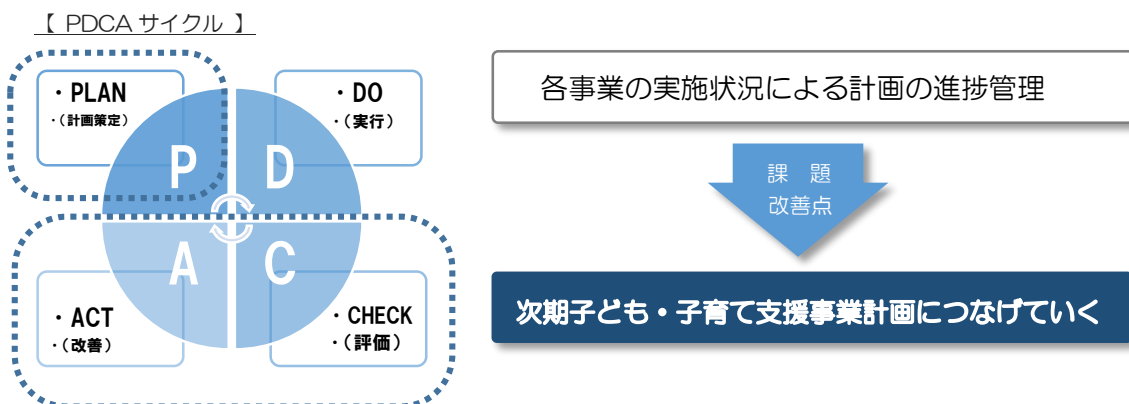 【 PDCA サイクル 】
・PLAN
・（計画策定）
・DO
・（実行）
P
D
A
C
・ACT
・（改善）
・CHECK
・（評価）
各事業の実施状況による計画の進捗管理
課　題
改善点
次期子ども・子育て支援事業計画につなげていく